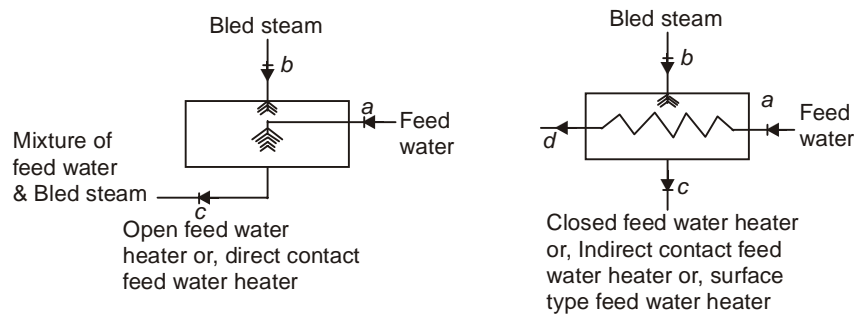 Bled steam
b
a
Feed
water
Mixture of
feed water
& Bled steam
c
Open feed water
heater or, direct contact
feed water heater
Bled steam
b
a
Feed
water
d
c
Closed feed water heater
or, Indirect contact feed
water heater or, surface
type feed water heater